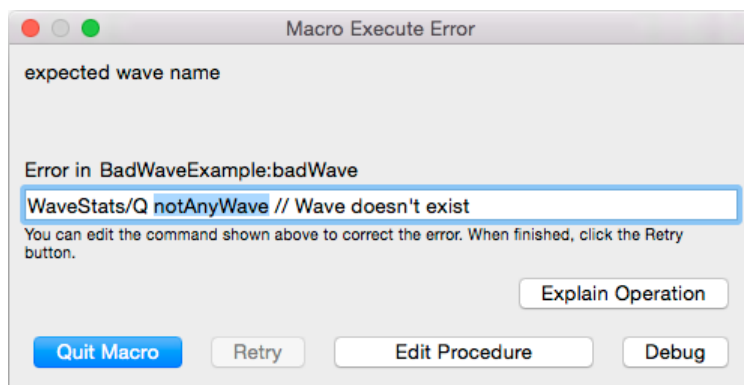 Macro Execute Error
expected wave name
Error in BadWaveExample:badWave
WaveStats/Q notAnyWave // Wave doesn't exist
You can edit the command shown above to correct the error. When finished, click the Retry
button.
Explain Operation
Quit Macro Retry Edit Procedure Debug